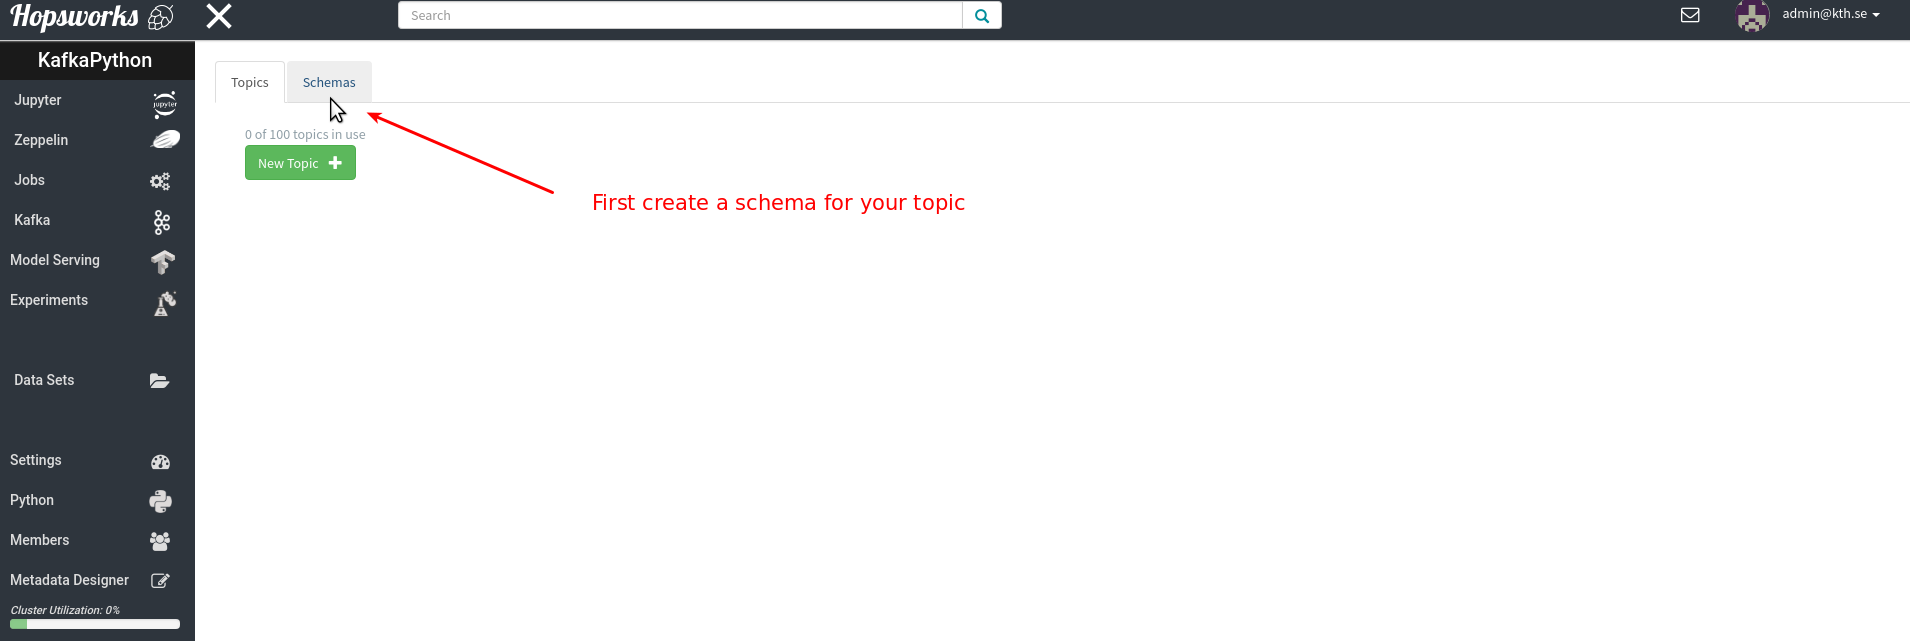 Hopsworks
Search
admin@kth.se
KafkaPython
Jupyter
jupyter
Zeppelin
Jobs
Kafka
Model Serving
Experiments
Data Sets
Settings
Python
Members
Metadata Designer
Cluster Utilization: 0%
Topics
Schemas
0 of 100 topics in use
New Topic
First create a schema for your topic